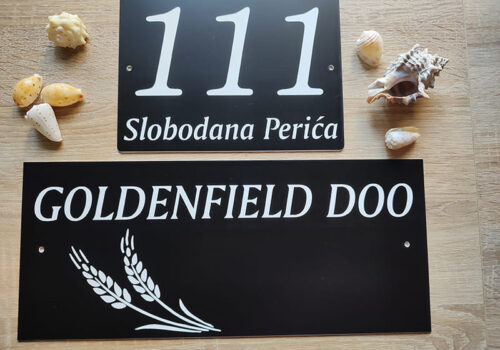 111
Slobodana Perića
GOLDENFIELD DOO